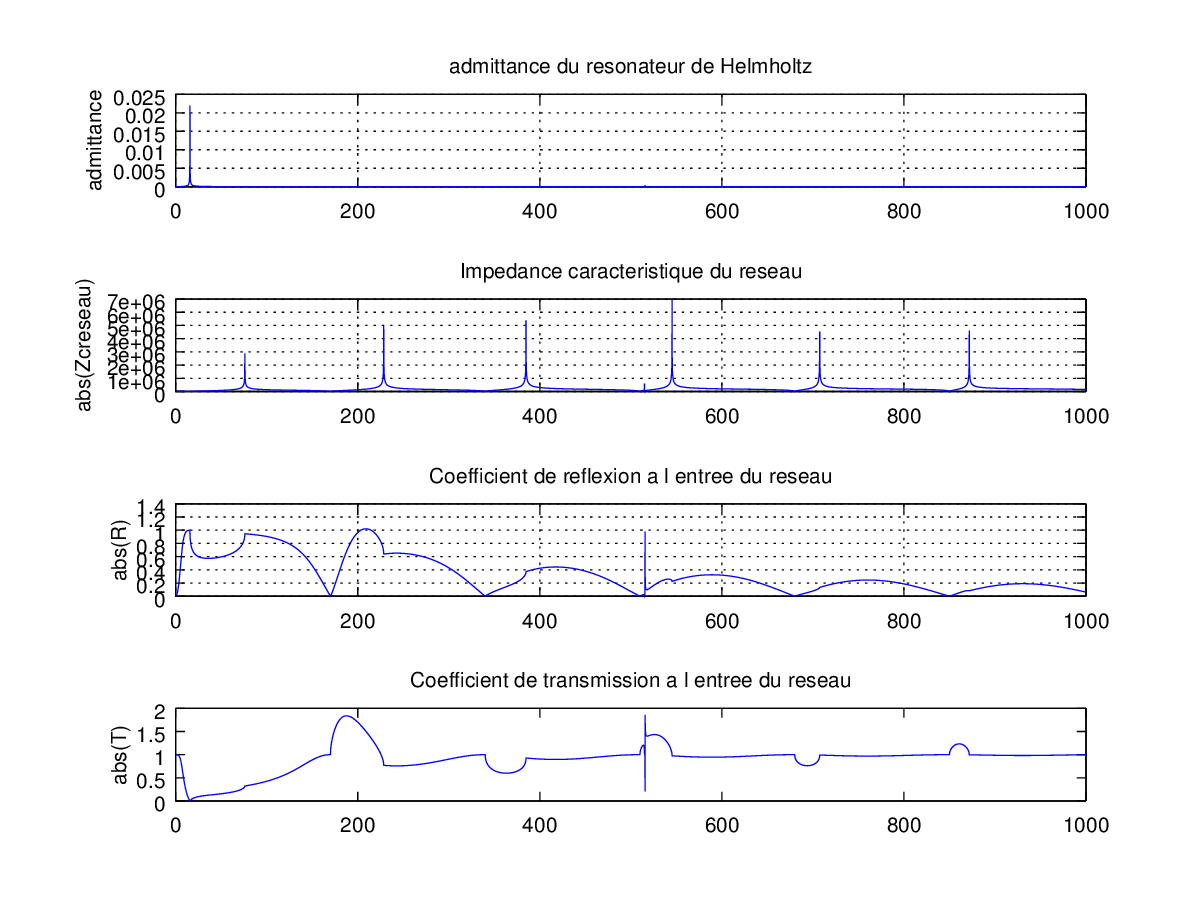 admittance du resonateur de Helmholtz
admittance
0.025
0.02
0.015
0.01
0.005
0
0 200 400 600 800 1000
Impedance caracteristique du reseau
abs(Zcreseau)
7e+06
6e+06
5e+06
4e+06
3e+06
2e+06
1e+06
0
0 200 400 600 800 1000
Coefficient de reflexion a l entree du reseau
abs(R)
1.4
1.2
1
0.8
0.6
0.4
0.2
0
0 200 400 600 800 1000
Coefficient de transmission a l entree du reseau
abs(T)
2
1.5
1
0.5
0
0 200 400 600 800 1000